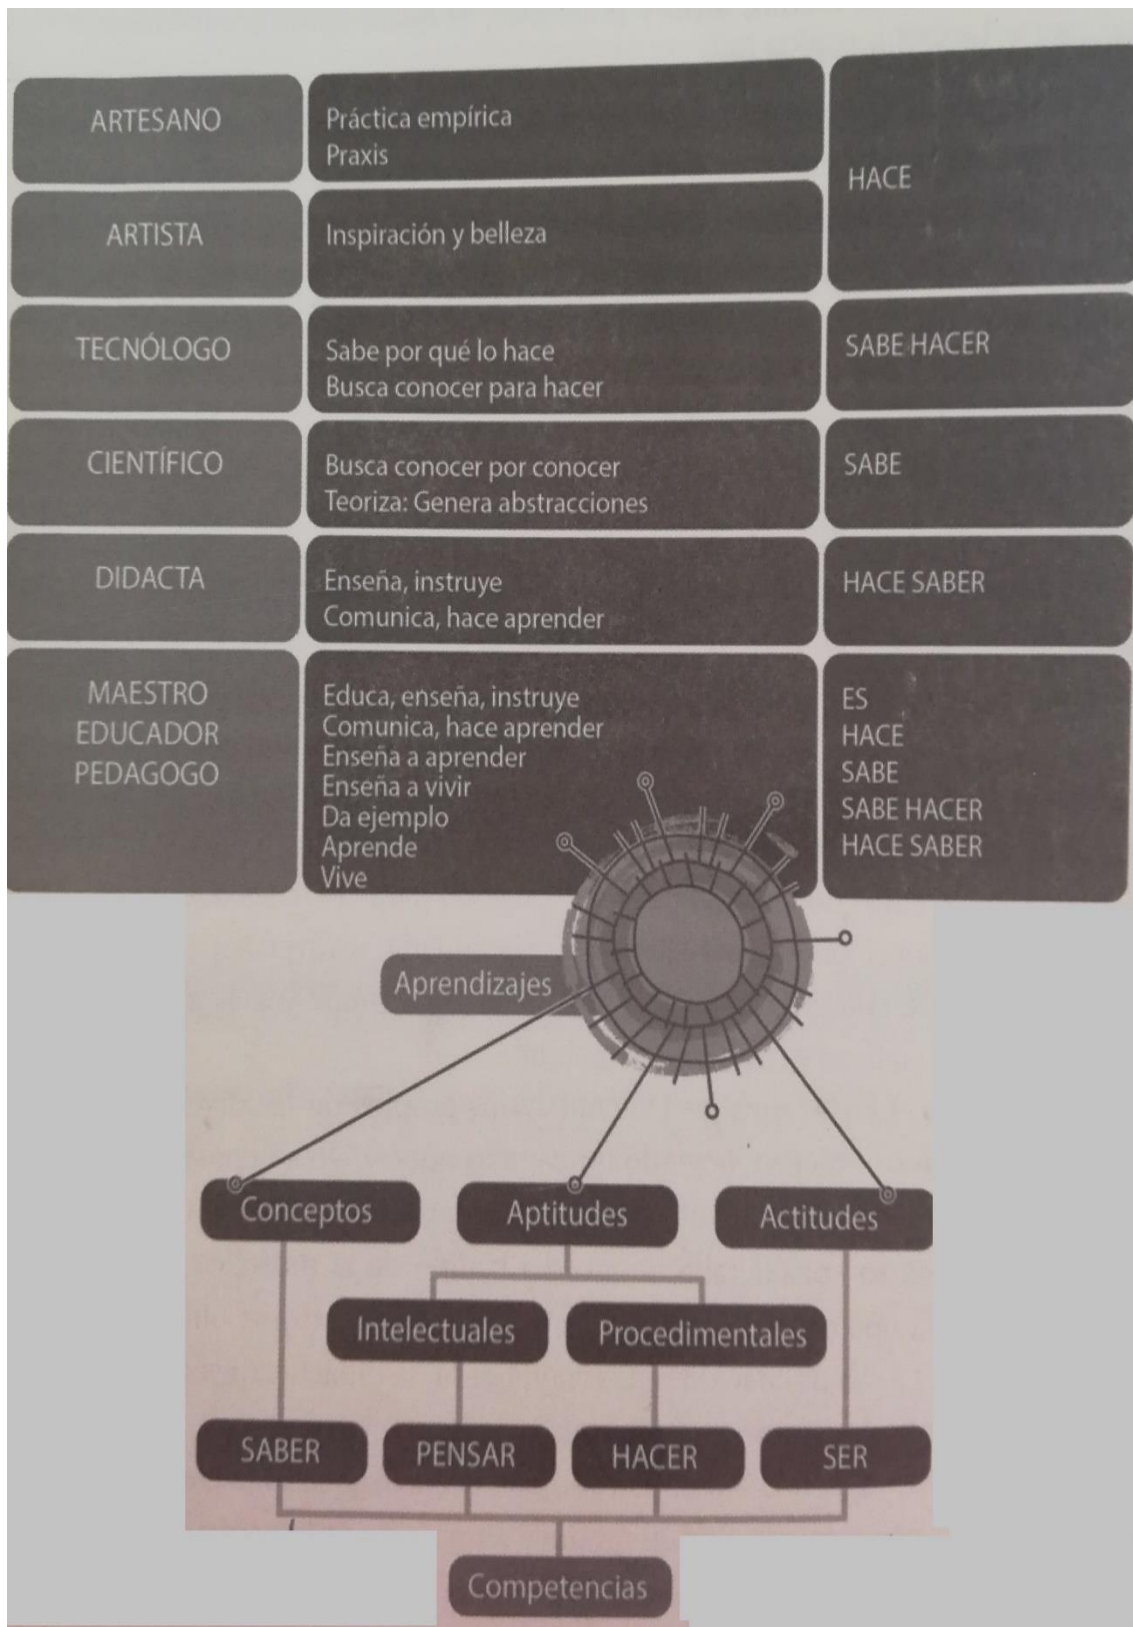 ARTESANO
Práctica empírica
Praxis
HACE
ARTISTA
Inspiración y belleza
TECNÓLOGO
Sabe por qué lo hace
Busca conocer para hacer
SABE HACER
CIENTÍFICO
Busca conocer por conocer
Teoriza: Genera abstracciones
SABE
DIDACTA
Enseña, instruye
Comunica, hace aprender
HACE SABER
MAESTRO
EDUCADOR
PEDAGOGO
Educa, enseña, instruye
Comunica, hace aprender
Enseña a aprender
Enseña a vivir
Da ejemplo
Aprende
Vive
ES
HACE
SABE
SABE HACER
HACE SABER
Aprendizajes
Conceptos
Aptitudes
Actitudes
Intelectuales
Procedimentales
SABER
PENSAR
HACER
SER
Competencias